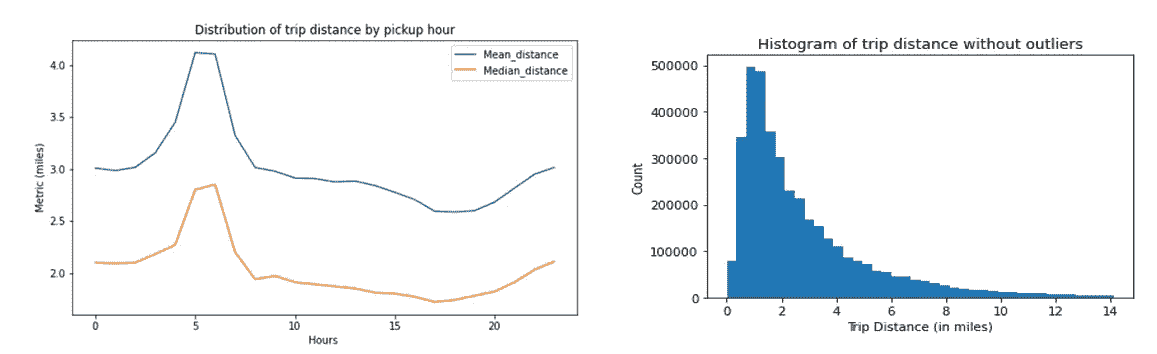 Distribution of trip distance by pickup hour
Mean_distance
Median_distance
4.0
3.5
3.0
2.5
2.0
Metric (miles)
0 5 10 15 20
Hours
Histogram of trip distance without outliers
500000
400000
300000
200000
100000
0
Count
0 2 4 6 8 10 12 14
Trip Distance (in miles)